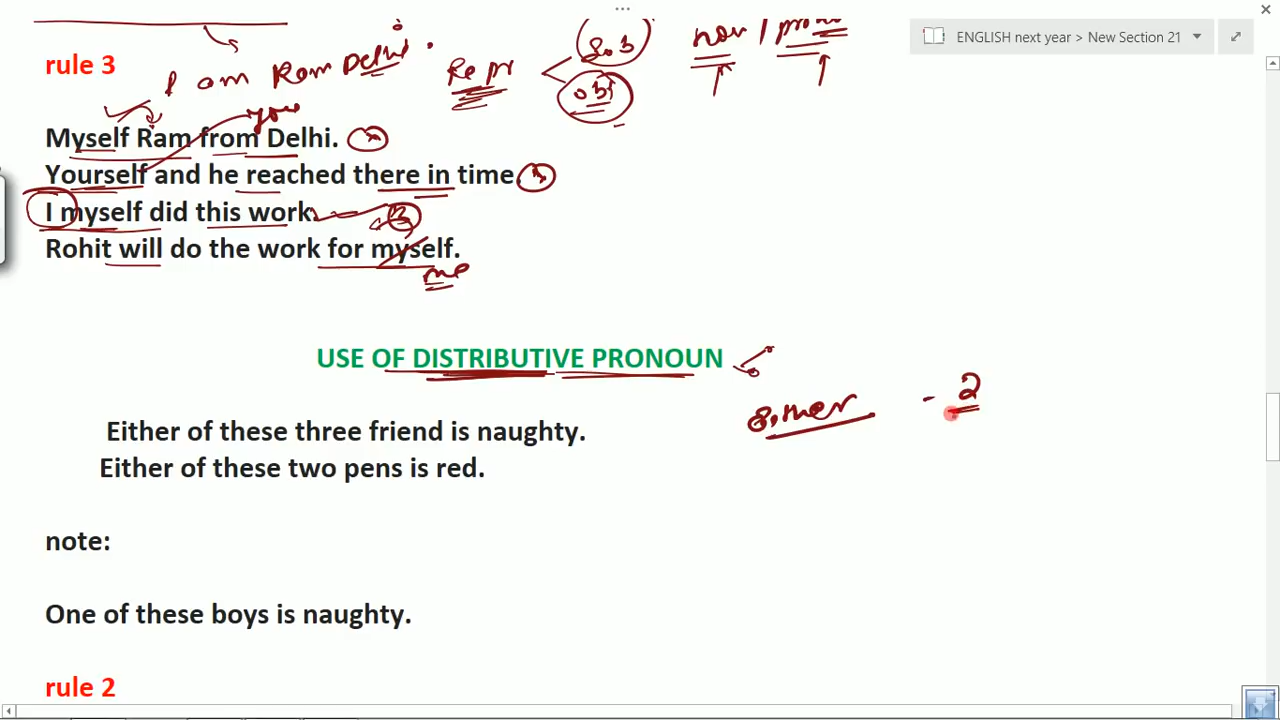 ENGLISH next year > New Section 21
rule 3
I am Ram Delhi.
Re pr
sub
obj
noun / pronoun
you
Myself Ram from Delhi.
Yourself and he reached there in time.
I myself did this work.
Rohit will do the work for myself.
me
USE OF DISTRIBUTIVE PRONOUN
Either - 2
Either of these three friend is naughty.
Either of these two pens is red.
note:
One of these boys is naughty.
rule 2